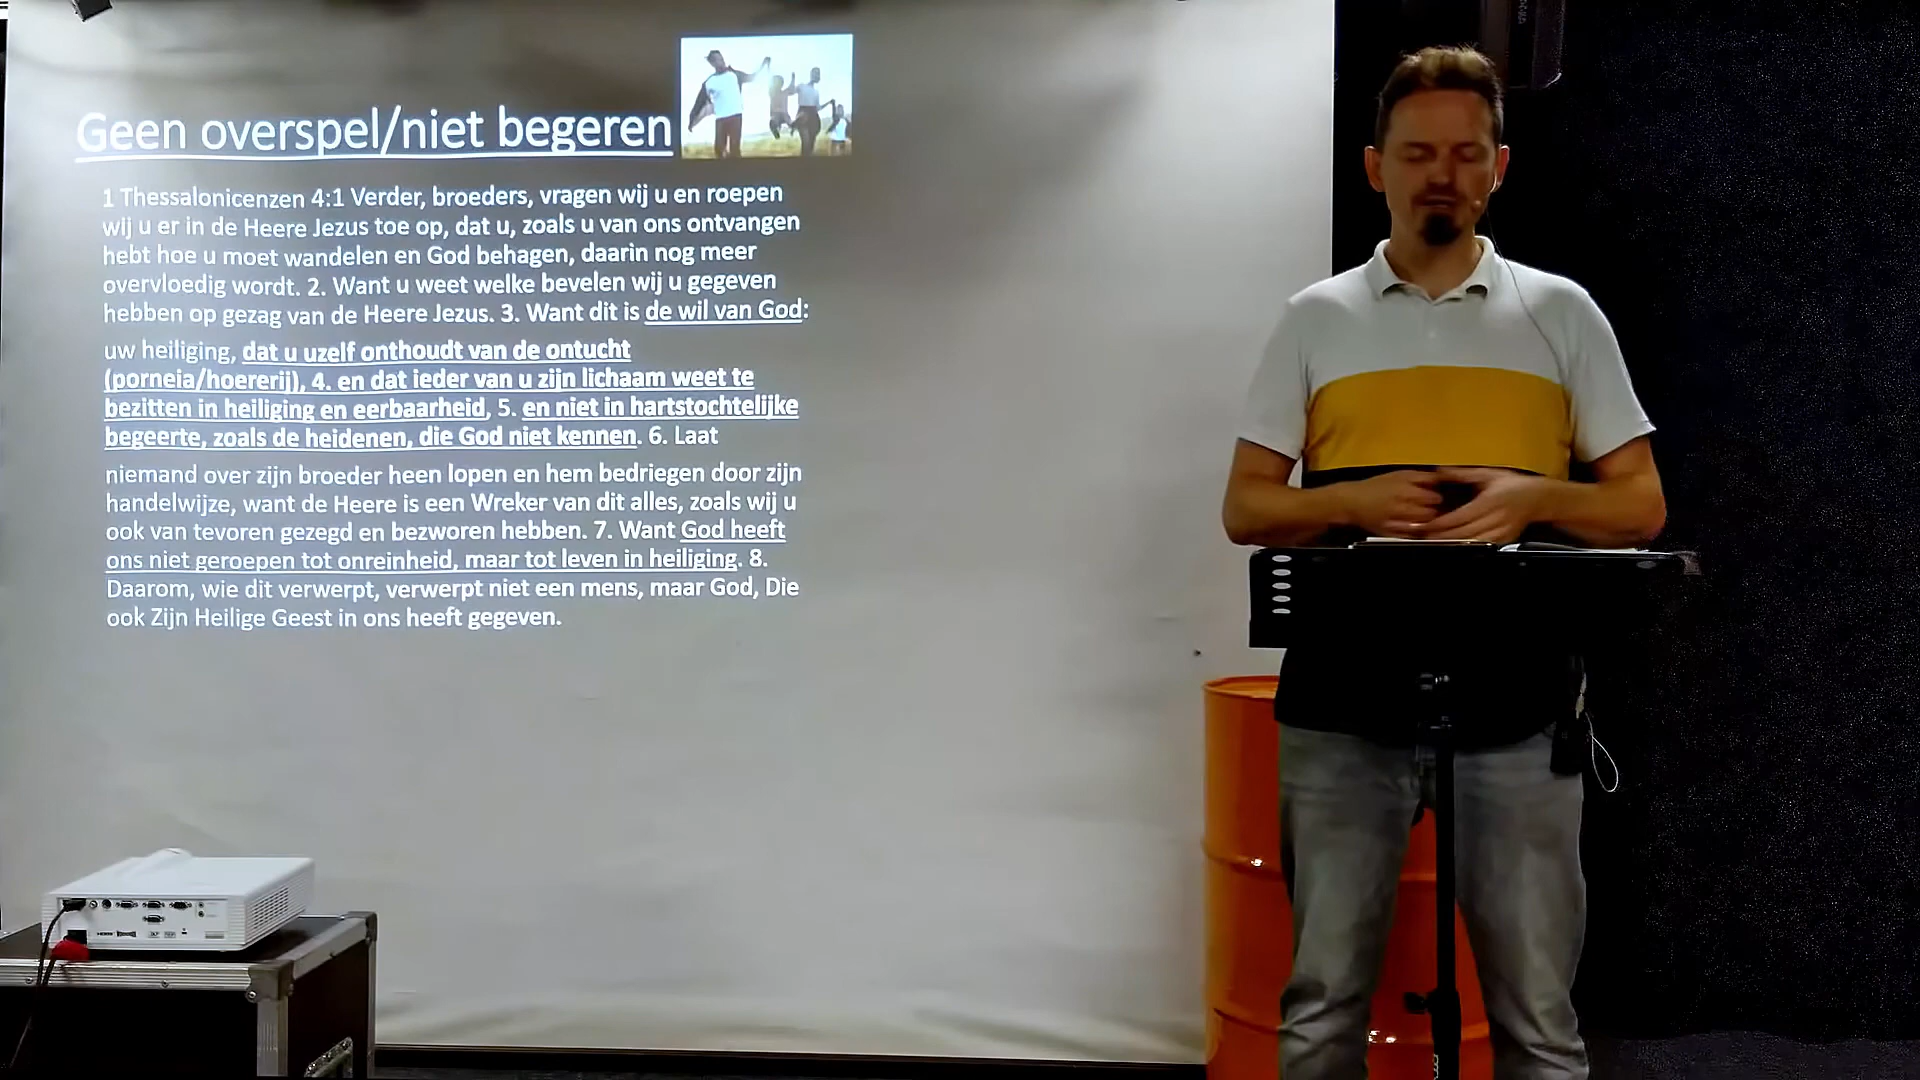 Geen overspel/niet begeren
1 Thessalonicenzen 4:1 Verder, broeders, vragen wij u en roepen
wij u er in de Heere Jezus toe op, dat u, zoals u van ons ontvangen
hebt hoe u moet wandelen en God behagen, daarin nog meer
overvloedig wordt. 2. Want u weet welke bevelen wij u gegeven
hebben op gezag van de Heere Jezus. 3. Want dit is de wil van God:
uw heiliging, dat u uzelf onthoudt van de ontucht
(porneia/hoererij), 4. en dat ieder van u zijn lichaam weet te
bezitten in heiliging en eerbaarheid, 5. en niet in hartstochtelijke
begeerte, zoals de heidenen, die God niet kennen. 6. Laat
niemand over zijn broeder heen lopen en hem bedriegen door zijn
handelwijze, want de Heere is een Wreker van dit alles, zoals wij u
ook van tevoren gezegd en bezworen hebben. 7. Want God heeft
ons niet geroepen tot onreinheid, maar tot leven in heiliging. 8.
Daarom, wie dit verwerpt, verwerpt niet een mens, maar God, Die
ook Zijn Heilige Geest in ons heeft gegeven.